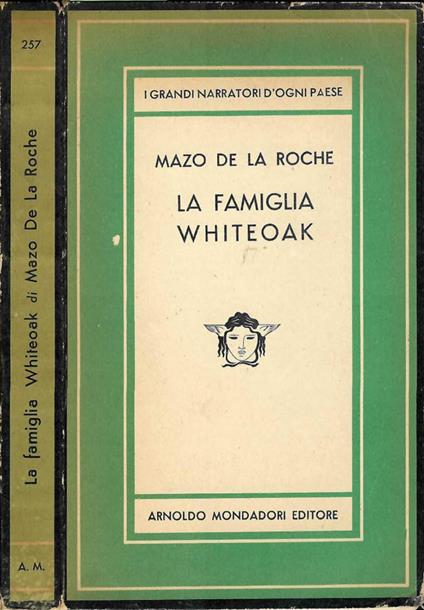 257
La famiglia Whiteoak di Mazo De La Roche
A. M.
I GRANDI NARRATORI D'OGNI PAESE
MAZO DE LA ROCHE
LA FAMIGLIA
WHITEOAK
ARNOLDO MONDADORI EDITORE